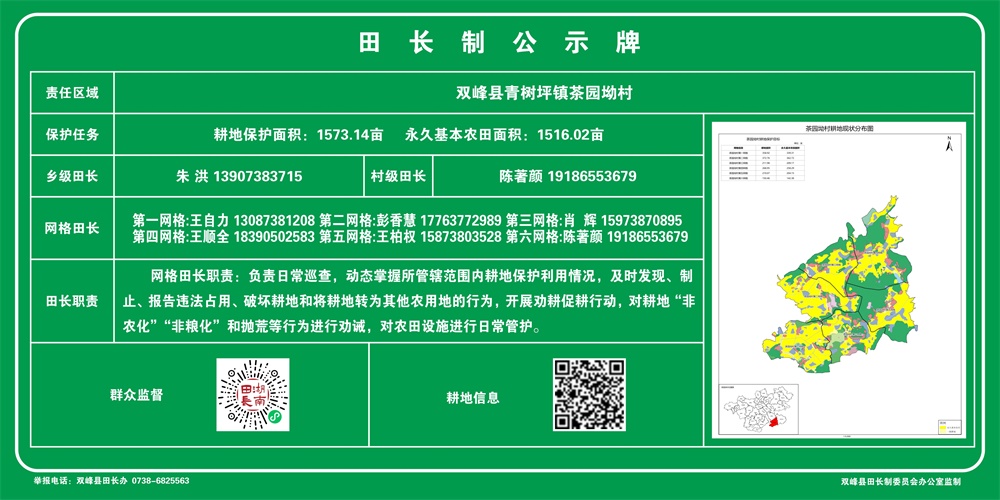 田长制公示牌
责任区域
双峰县青树坪镇茶园坳村
保护任务
耕地保护面积：1573.14亩 永久基本农田面积：1516.02亩
乡级田长
朱 洪 13907383715
村级田长
陈著颜 19186553679
网格田长
第一网格:王自力 13087381208 第二网格:彭香慧 17763772989 第三网格:肖 辉 15973870895
第四网格:王顺全 18390502583 第五网格:王柏权 15873803528 第六网格:陈著颜 19186553679
田长职责
网格田长职责：负责日常巡查，动态掌握所管辖范围内耕地保护利用情况，及时发现、制
止、报告违法占用、破坏耕地和将耕地转为其他农用地的行为，开展劝耕促耕行动，对耕地“非
农化”“非粮化”和抛荒等行为进行劝诫，对农田设施进行日常管护。
群众监督
湖南
田长
耕地信息
茶园坳村耕地现状分布图
N
举报电话：双峰县田长办 0738-6825563
双峰县田长制委员会办公室监制